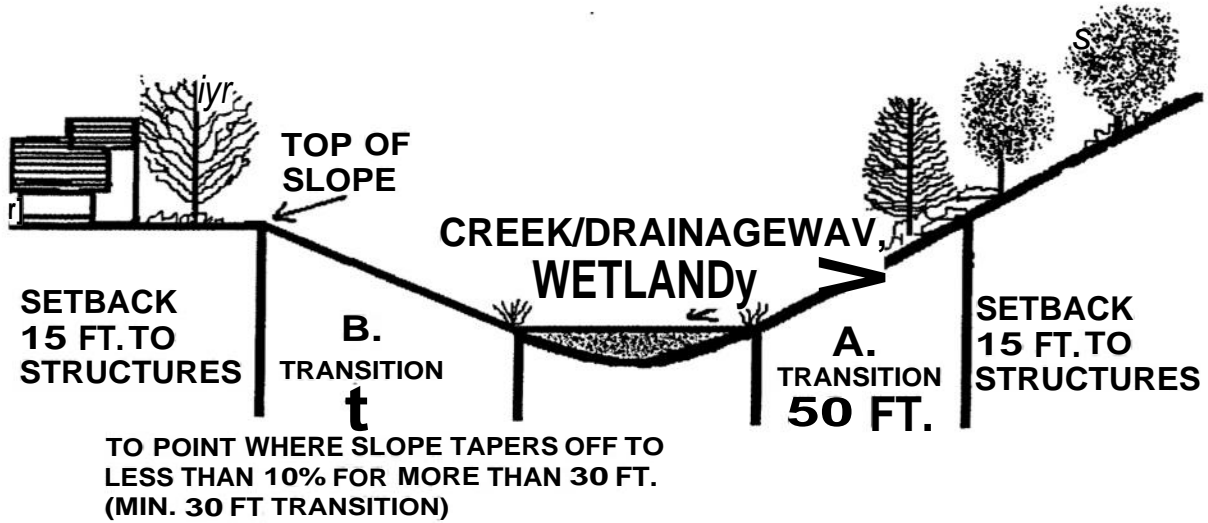 iyr
s
TOP OF
SLOPE
r
CREEK/DRAINAGEWAV,
WETLANDy >
SETBACK
15 FT. TO
STRUCTURES
B.
TRANSITION
t
TO POINT WHERE SLOPE TAPERS OFF TO
LESS THAN 10% FOR MORE THAN 30 FT.
(MIN. 30 FT TRANSITION)
A.
TRANSITION
50 FT.
SETBACK
15 FT. TO
STRUCTURES